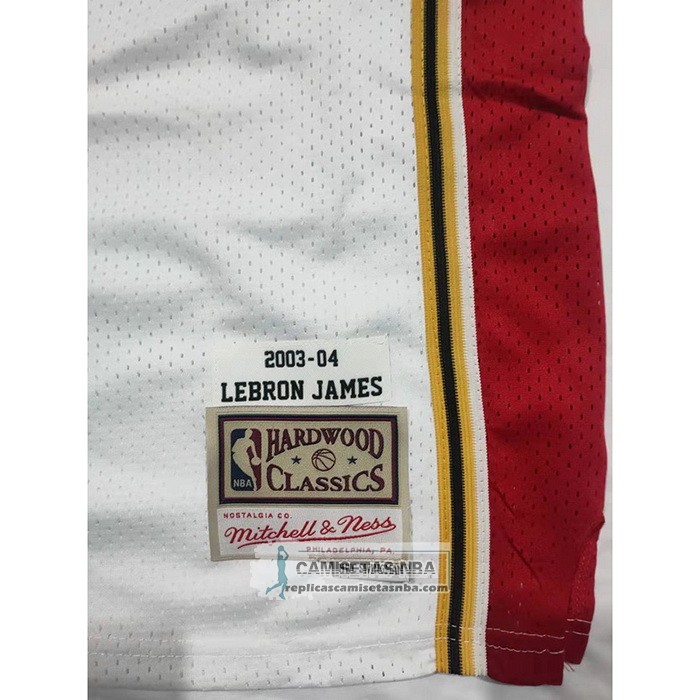 2003-04
LEBRON JAMES
HARDWOOD
CLASSICS
NBA
NOSTALGIA CO.
Mitchell & Ness
PHILADELPHIA, PA
CAMISETASNBA
replicascamisetasnba.com